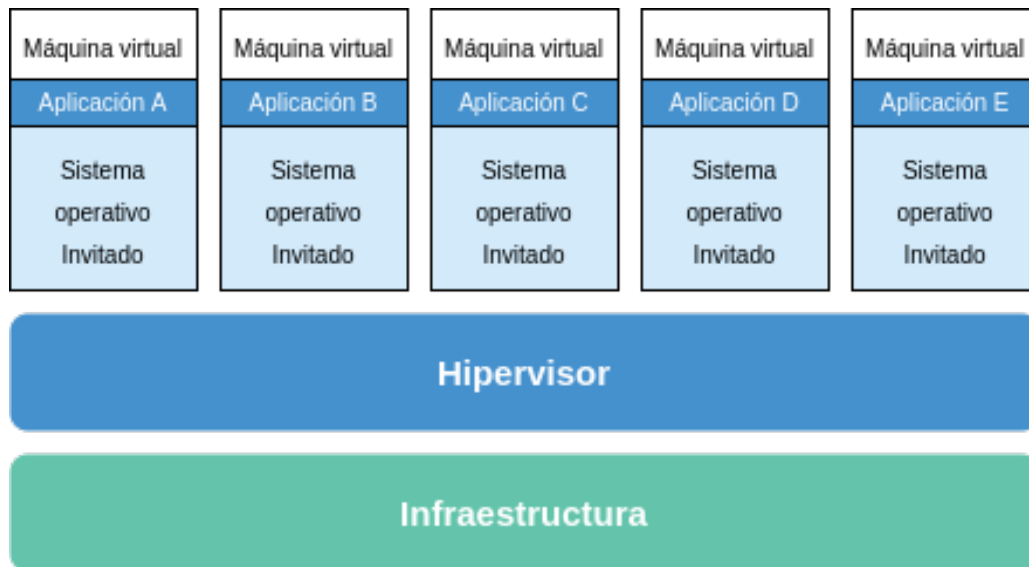 Máquina virtual
Aplicación A
Sistema
operativo
Invitado
Máquina virtual
Aplicación B
Sistema
operativo
Invitado
Máquina virtual
Aplicación C
Sistema
operativo
Invitado
Máquina virtual
Aplicación D
Sistema
operativo
Invitado
Máquina virtual
Aplicación E
Sistema
operativo
Invitado
Hipervisor
Infraestructura